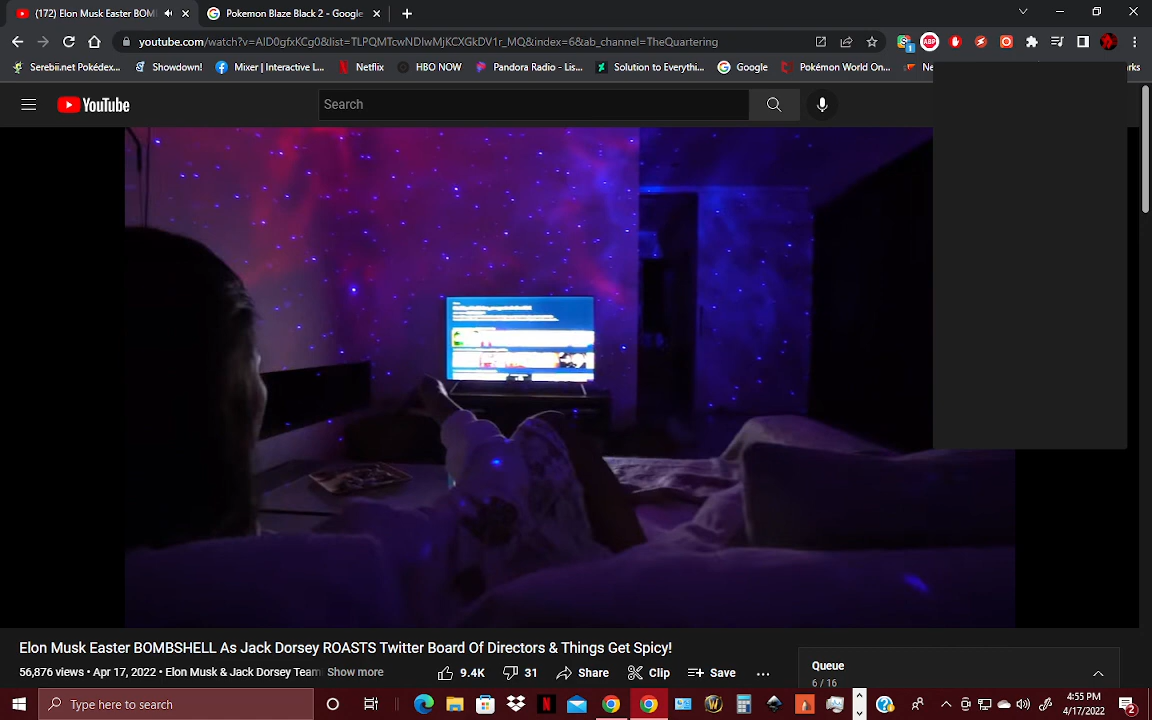 (172) Elon Musk Easter BOMB
Pokemon Blaze Black 2 - Google
youtube.com/watch?v=AID0gfxKCg0&list=TLPQMTcwNDIwMjKCXGkDV1r_MQ&index=6&ab_channel=TheQuartering
Serebii.net Pokédex...
Showdown!
Mixer | Interactive L...
Netflix
HBO NOW
Pandora Radio - Lis...
Solution to Everythi...
Google
Pokémon World On...
Ne
rks
ABP
YouTube
Search
Elon Musk Easter BOMBSHELL As Jack Dorsey ROASTS Twitter Board Of Directors & Things Get Spicy!
56,876 views • Apr 17, 2022 • Elon Musk & Jack Dorsey Team Show more
9.4K
31
Share
Clip
Save
Queue
6 / 16
Type here to search
4:55 PM
4/17/2022
2